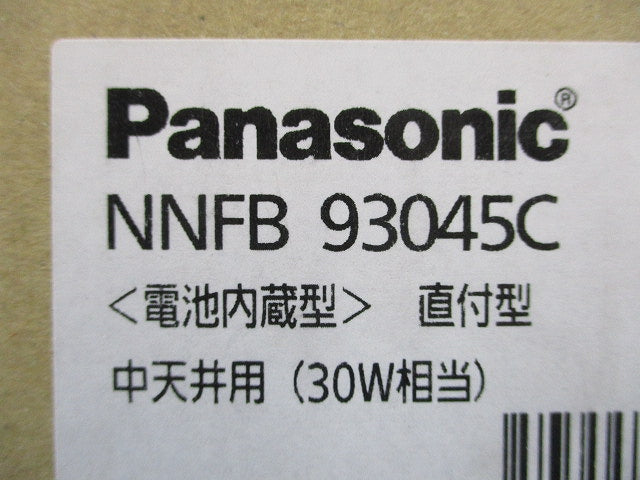 Panasonic®
NNFB 93045C
<電池内蔵型> 直付型
中天井用(30W相当)